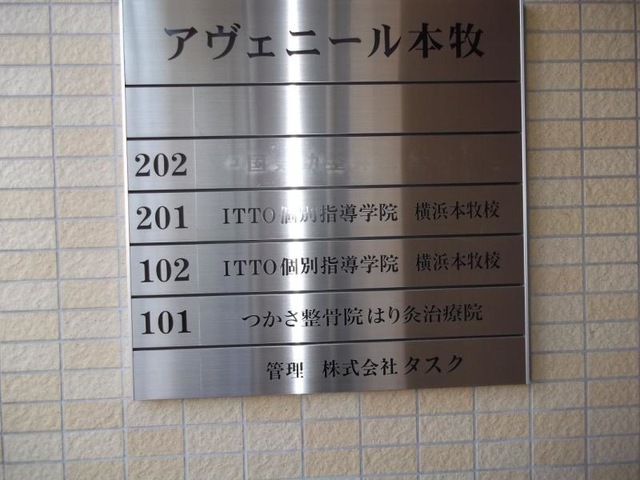 アヴェニール本牧
202
201 ITTO個別指導学院 横浜本牧校
102 ITTO個別指導学院 横浜本牧校
101 つかさ整骨院はり灸治療院
管理 株式会社タスク